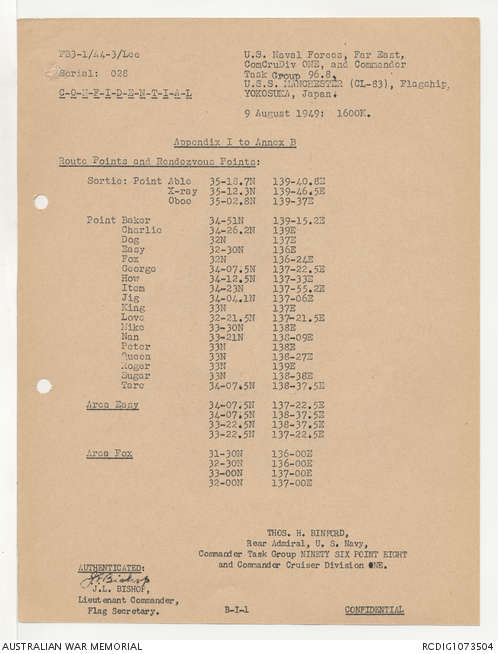 FB3-1/A4-3/Lee
Serial: 028
C-O-N-F-I-D-E-N-T-I-A-L
U.S. Naval Forces, Far East,
ComCruDiv ONE, and Commander
Task Group 96.8,
U.S.S. MANCHESTER (CL-83), Flagship,
YOKOSUKA, Japan.
9 August 1949: 1600K.
Appendix I to Annex B
Route Points and Rendezvous Points:
Sortie: Point Able 35-18.7N 139-40.8E
X-ray 35-12.3N 139-46.5E
Oboe 35-02.8N 139-37E
Point Baker 34-51N 139-15.2E
Charlie 34-26.2N 139E
Dog 32N 137E
Easy 32-30N 136E
Fox 32N 136-24E
George 34-07.5N 137-22.5E
How 34-12.5N 137-33E
Item 34-23N 137-55.2E
Jig 34-04.1N 137-06E
King 33N 137E
Love 32-21.5N 137-21.5E
Mike 33-30N 138E
Nan 33-21N 138-09E
Peter 33N 138E
Queen 33N 138-27E
Roger 33N 139E
Sugar 33N 138-38E
Tare 34-07.5N 138-37.5E
Area Easy 34-07.5N 137-22.5E
34-07.5N 138-37.5E
33-22.5N 138-37.5E
33-22.5N 137-22.5E
Area Fox 31-30N 136-00E
32-30N 136-00E
33-00N 137-00E
32-00N 137-00E
THOS. H. BINFORD,
Rear Admiral, U. S. Navy,
Commander Task Group NINETY SIX POINT EIGHT
and Commander Cruiser Division ONE.
AUTHENTICATED:
J.L. Bishop
J.L. BISHOP,
Lieutenant Commander,
Flag Secretary.
B-I-1
CONFIDENTIAL
AUSTRALIAN WAR MEMORIAL
RCDIG1073504